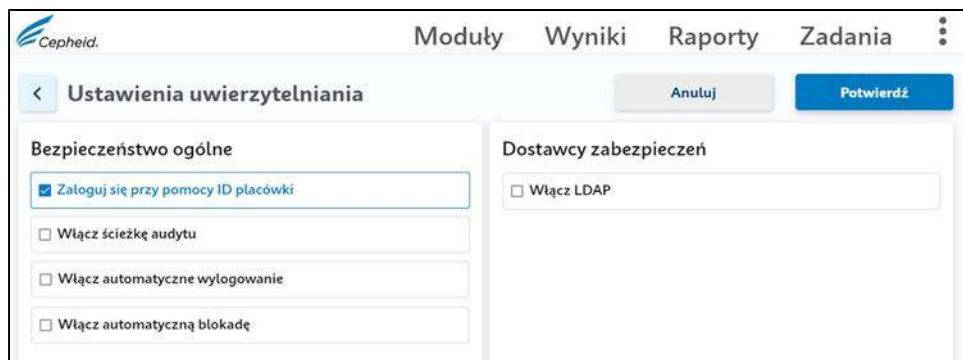 Cepheid.
Moduły Wyniki Raporty Zadania
Ustawienia uwierzytelniania
Anuluj
Potwierdź
Bezpieczeństwo ogólne
Zaloguj się przy pomocy ID placówki
Włącz ścieżkę audytu
Włącz automatyczne wylogowanie
Włącz automatyczną blokadę
Dostawcy zabezpieczeń
Włącz LDAP